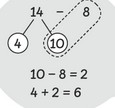 14 − 8
4 10
10 − 8 = 2
4 + 2 = 6